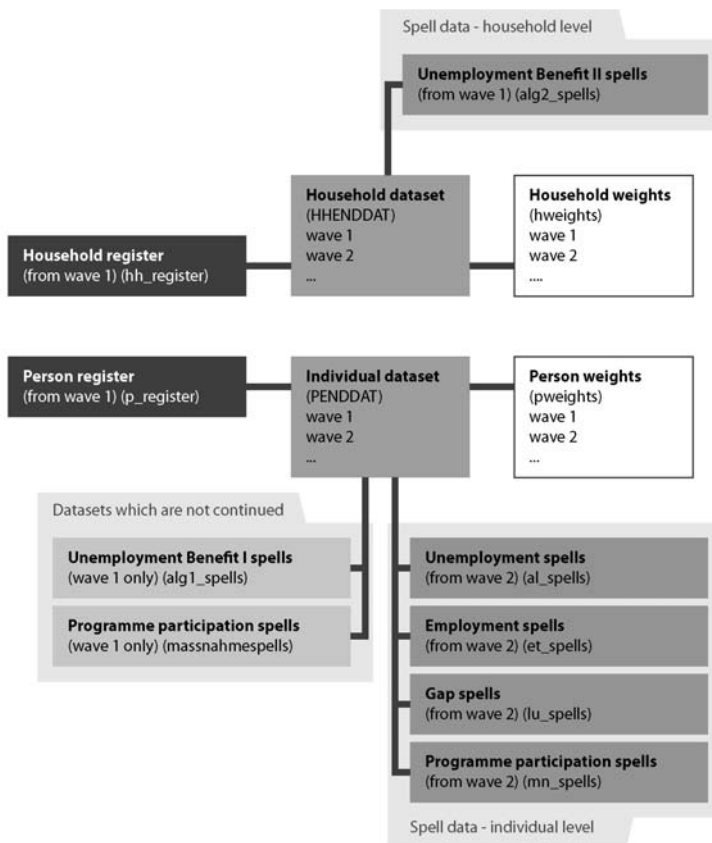 Spell data - household level
Unemployment Benefit II spells
(from wave 1) (alg2_spells)
Household dataset
(HHENDDAT)
wave 1
wave 2
...
Household weights
(hweights)
wave 1
wave 2
....
Household register
(from wave 1) (hh_register)
Person register
(from wave 1) (p_register)
Individual dataset
(PENDDAT)
wave 1
wave 2
...
Person weights
(pweights)
wave 1
wave 2
...
Datasets which are not continued
Unemployment Benefit I spells
(wave 1 only) (alg1_spells)
Programme participation spells
(wave 1 only) (massnahmespells)
Unemployment spells
(from wave 2) (al_spells)
Employment spells
(from wave 2) (et_spells)
Gap spells
(from wave 2) (lu_spells)
Programme participation spells
(from wave 2) (mn_spells)
Spell data - individual level